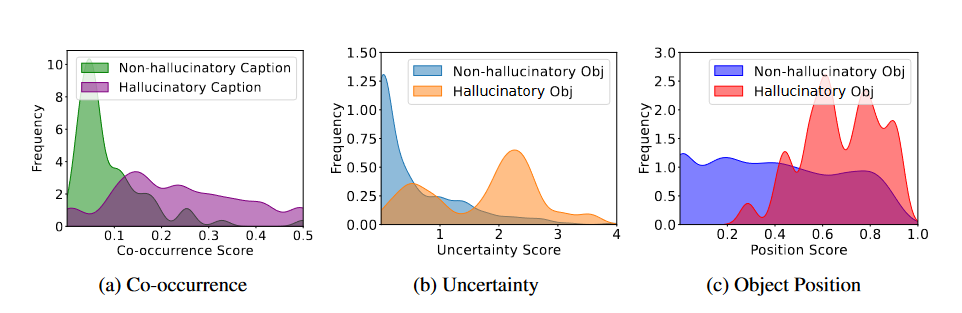 Frequency
10
8
6
4
2
0
Non-hallucinatory Caption
Hallucinatory Caption
0.1 0.2 0.3 0.4 0.5
Co-occurrence Score
(a) Co-occurrence
Frequency
1.50
1.25
1.00
0.75
0.50
0.25
0.00
Non-hallucinatory Obj
Hallucinatory Obj
1 2 3 4
Uncertainty Score
(b) Uncertainty
Frequency
3.0
2.5
2.0
1.5
1.0
0.5
0.0
Non-hallucinatory Obj
Hallucinatory Obj
0.2 0.4 0.6 0.8 1.0
Position Score
(c) Object Position